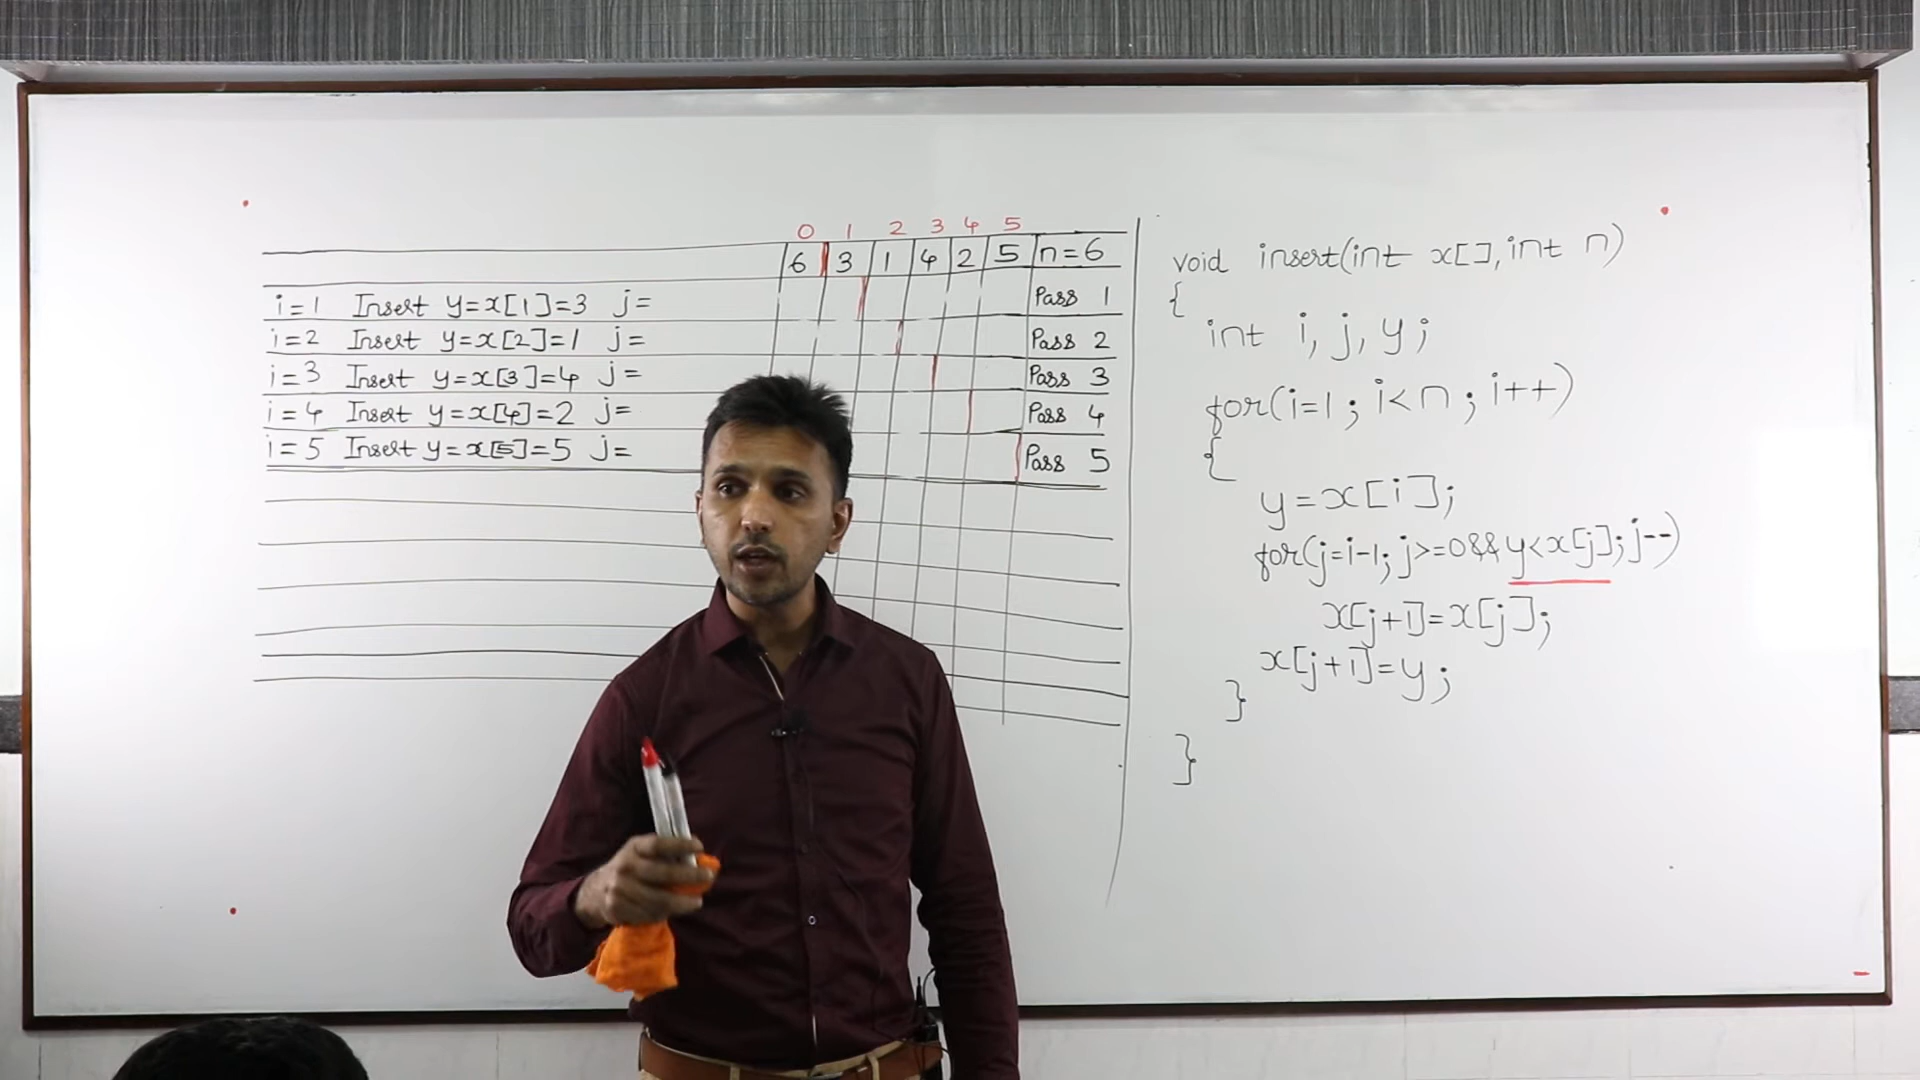 0 1 2 3 4 5
6 3 1 4 2 5 n=6
i=1 Insert y=x[1]=3 j= Pass 1
i=2 Insert y=x[2]=1 j= Pass 2
i=3 Insert y=x[3]=4 j= Pass 3
i=4 Insert y=x[4]=2 j= Pass 4
i=5 Insert y=x[5]=5 j= Pass 5
void insert(int x[], int n)
{
int i, j, y;
for(i=1; i<n; i++)
{
y=x[i];
for(j=i-1; j>=0&&y<x[j]; j--)
x[j+1]=x[j];
x[j+1]=y;
}
}